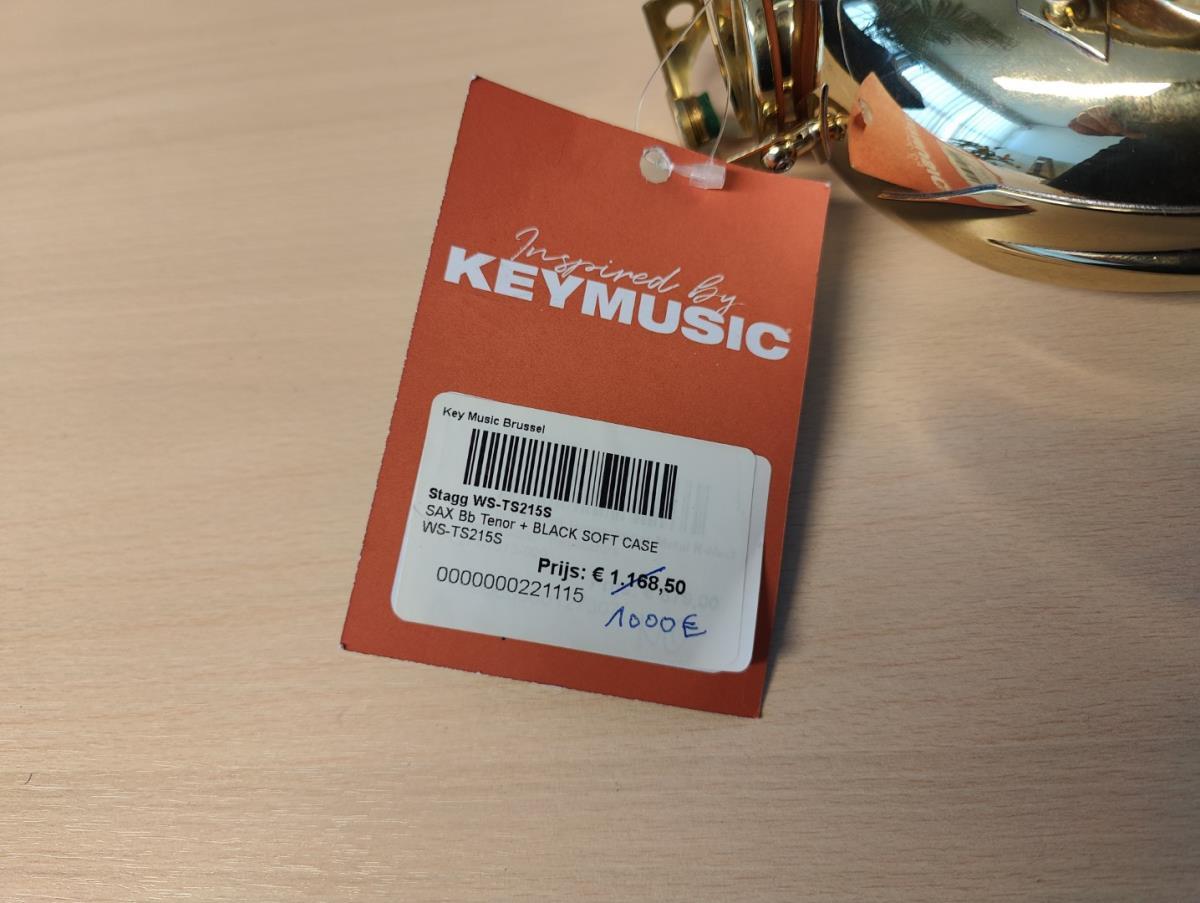 Inspired by
KEYMUSIC
Key Music Brussel
Stagg WS-TS215S
SAX Bb Tenor + BLACK SOFT CASE
WS-TS215S
Prijs: € 1.168,50
0000000221115
1000€